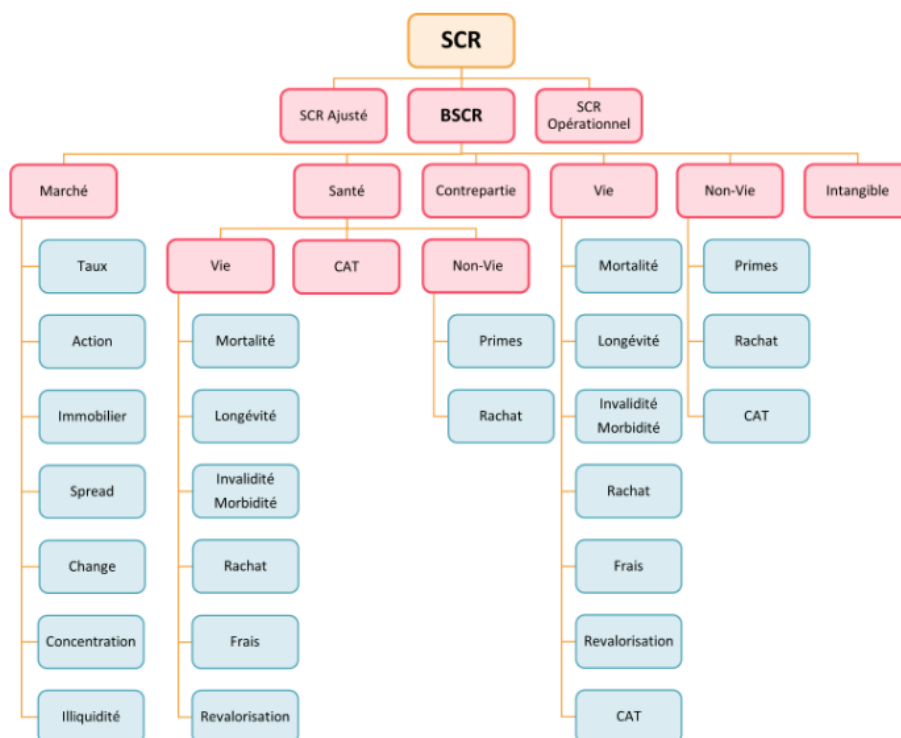 SCR
SCR Ajusté
BSCR
SCR
Opérationnel
Marché
Santé
Contrepartie
Vie
Non-Vie
Intangible
Taux
Action
Immobilier
Spread
Change
Concentration
Illiquidité
Vie
CAT
Non-Vie
Mortalité
Longévité
Invalidité
Morbidité
Rachat
Frais
Revalorisation
Primes
Rachat
Mortalité
Longévité
Invalidité
Morbidité
Rachat
Frais
Revalorisation
CAT
Primes
Rachat
CAT